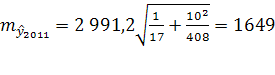 m_{ŷ_{2011}} = 2 991,2√(1/17 + 10²/408) = 1649